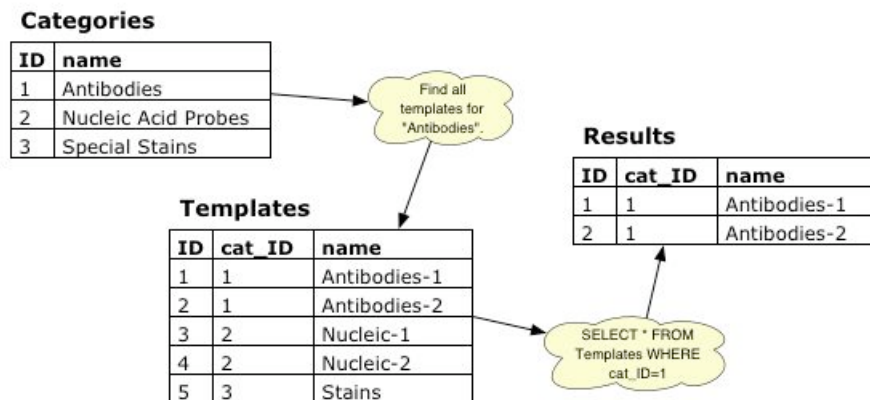 Categories
ID name
1 Antibodies
2 Nucleic Acid Probes
3 Special Stains
Find all
templates for
"Antibodies".
Results
ID cat_ID name
1 1 Antibodies-1
2 1 Antibodies-2
Templates
ID cat_ID name
1 1 Antibodies-1
2 1 Antibodies-2
3 2 Nucleic-1
4 2 Nucleic-2
5 3 Stains
SELECT * FROM
Templates WHERE
cat_ID=1